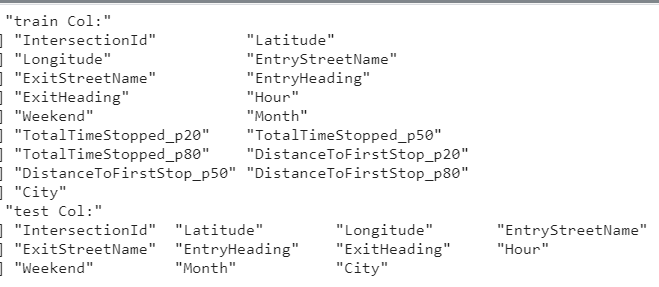 "train Col:"
] "IntersectionId" "Latitude"
] "Longitude" "EntryStreetName"
] "ExitStreetName" "EntryHeading"
] "ExitHeading" "Hour"
] "Weekend" "Month"
] "TotalTimeStopped_p20" "TotalTimeStopped_p50"
] "TotalTimeStopped_p80" "DistanceToFirstStop_p20"
] "DistanceToFirstStop_p50" "DistanceToFirstStop_p80"
] "City"
"test Col:"
] "IntersectionId" "Latitude" "Longitude" "EntryStreetName"
] "ExitStreetName" "EntryHeading" "ExitHeading" "Hour"
] "Weekend" "Month" "City"